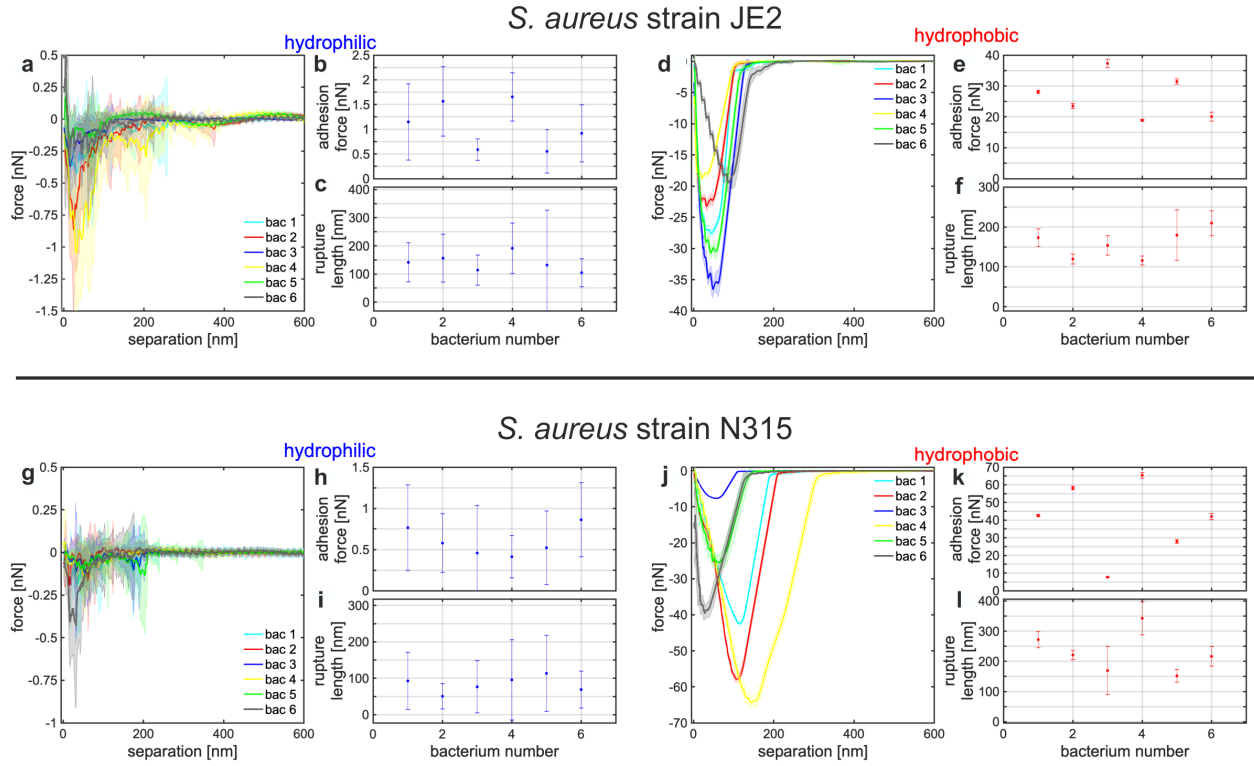 S. aureus strain JE2
hydrophilic
hydrophobic
a
0.5
0.25
0
-0.25
-0.5
-0.75
-1
-1.25
-1.5
force [nN]
bac 1
bac 2
bac 3
bac 4
bac 5
bac 6
0
200
400
600
separation [nm]
b
2.5
2
1.5
1
0.5
0
adhesion
force [nN]
c
400
300
200
100
0
rupture
length [nm]
0
2
4
6
bacterium number
d
-5
-10
-15
-20
-25
-30
-35
-40
force [nN]
bac 1
bac 2
bac 3
bac 4
bac 5
bac 6
0
200
400
600
separation [nm]
e
40
30
20
10
0
adhesion
force [nN]
f
300
200
100
0
rupture
length [nm]
0
2
4
6
bacterium number
S. aureus strain N315
hydrophilic
hydrophobic
g
0.5
0.25
0
-0.25
-0.5
-0.75
-1
force [nN]
bac 1
bac 2
bac 3
bac 4
bac 5
bac 6
0
200
400
600
separation [nm]
h
1.5
1
0.5
0
adhesion
force [nN]
i
300
200
100
0
rupture
length [nm]
0
2
4
6
bacterium number
j
0
-10
-20
-30
-40
-50
-60
-70
force [nN]
bac 1
bac 2
bac 3
bac 4
bac 5
bac 6
0
200
400
600
separation [nm]
k
70
60
50
40
30
20
10
0
adhesion
force [nN]
l
400
300
200
100
0
rupture
length [nm]
0
2
4
6
bacterium number